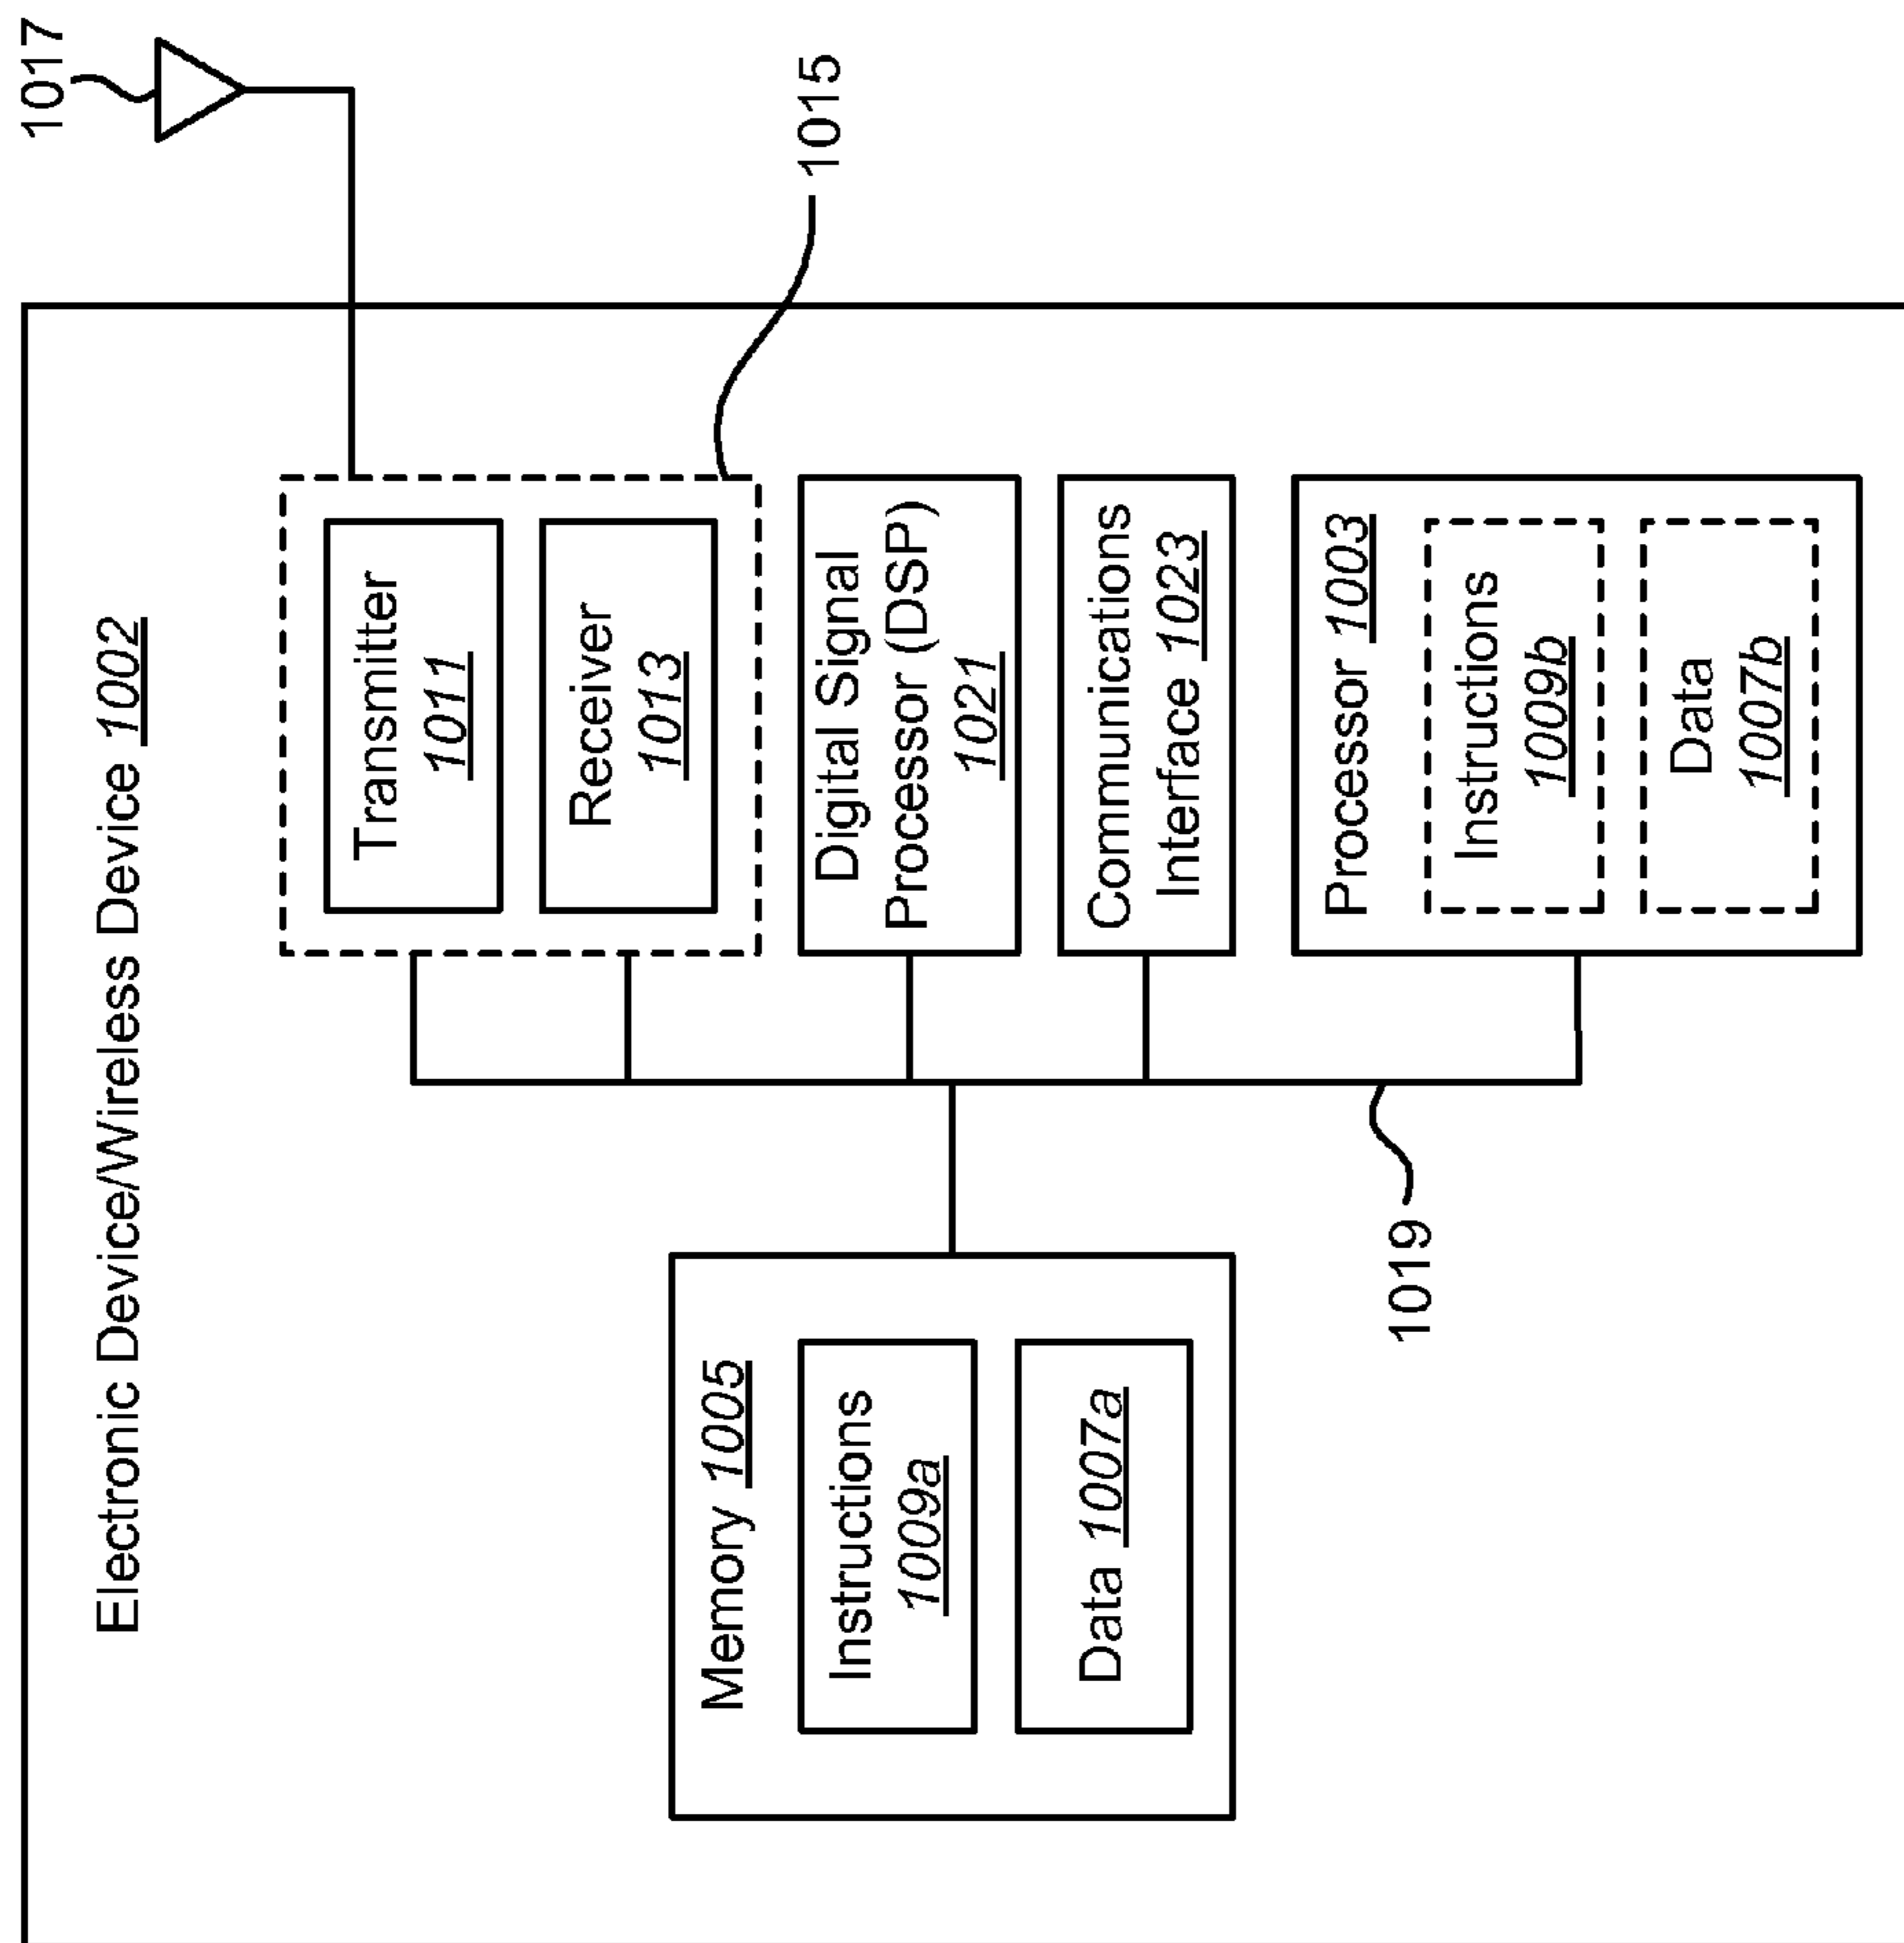 Electronic Device/Wireless Device 1002
1017
Transmitter
1011
Receiver
1013
1015
Memory 1005
Instructions
1009a
Data 1007a
Digital Signal
Processor (DSP)
1021
Communications
Interface 1023
Processor 1003
Instructions
1009b
Data
1007b
1019